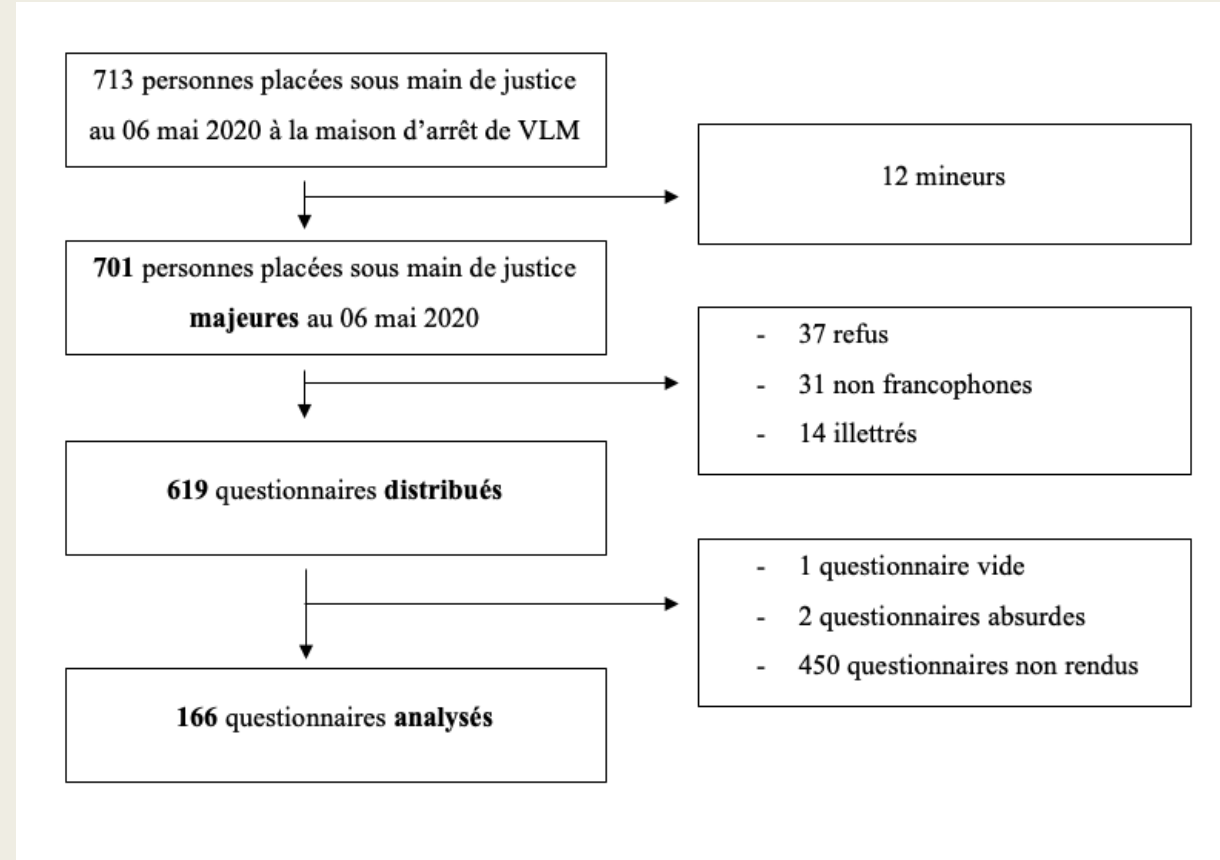 713 personnes placées sous main de justice
au 06 mai 2020 à la maison d'arrêt de VLM
12 mineurs
701 personnes placées sous main de justice
majeures au 06 mai 2020
- 37 refus
- 31 non francophones
- 14 illettrés
619 questionnaires distribués
- 1 questionnaire vide
- 2 questionnaires absurdes
- 450 questionnaires non rendus
166 questionnaires analysés